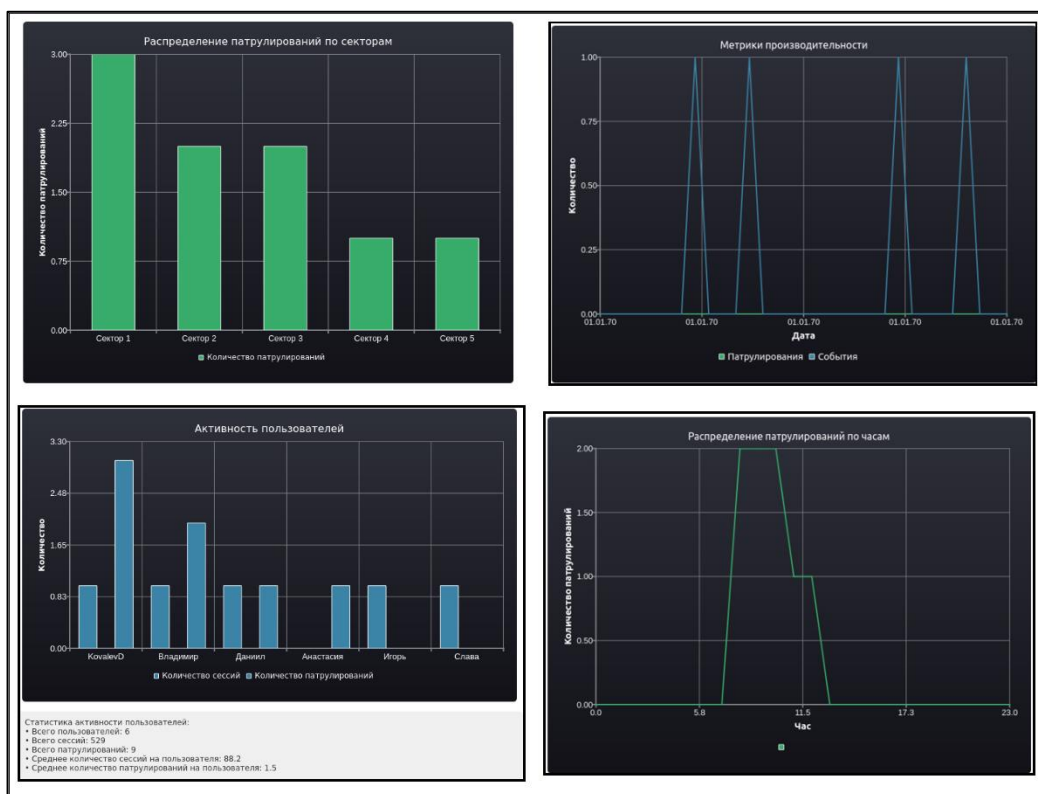 Распределение патрулирований по секторам
3.00
2.25
1.50
0.75
0.00
Количество патрулирований
Сектор 1 Сектор 2 Сектор 3 Сектор 4 Сектор 5
Количество патрулирований
Метрики производительности
1.00
0.75
0.50
0.25
0.00
Количество
01.01.70 01.01.70 01.01.70 01.01.70 01.01.70
Дата
Патрулирования События
Активность пользователей
3.30
2.48
1.65
0.83
0.00
Количество
KovalevD Владимир Даниил Анастасия Игорь Слава
Количество сессий Количество патрулирований
Статистика активности пользователей:
• Всего пользователей: 6
• Всего сессий: 529
• Всего патрулирований: 9
• Среднее количество сессий на пользователя: 88.2
• Среднее количество патрулирований на пользователя: 1.5
Распределение патрулирований по часам
2.00
1.50
1.00
0.50
0.00
Количество патрулирований
0.0 5.8 11.5 17.3 23.0
Час